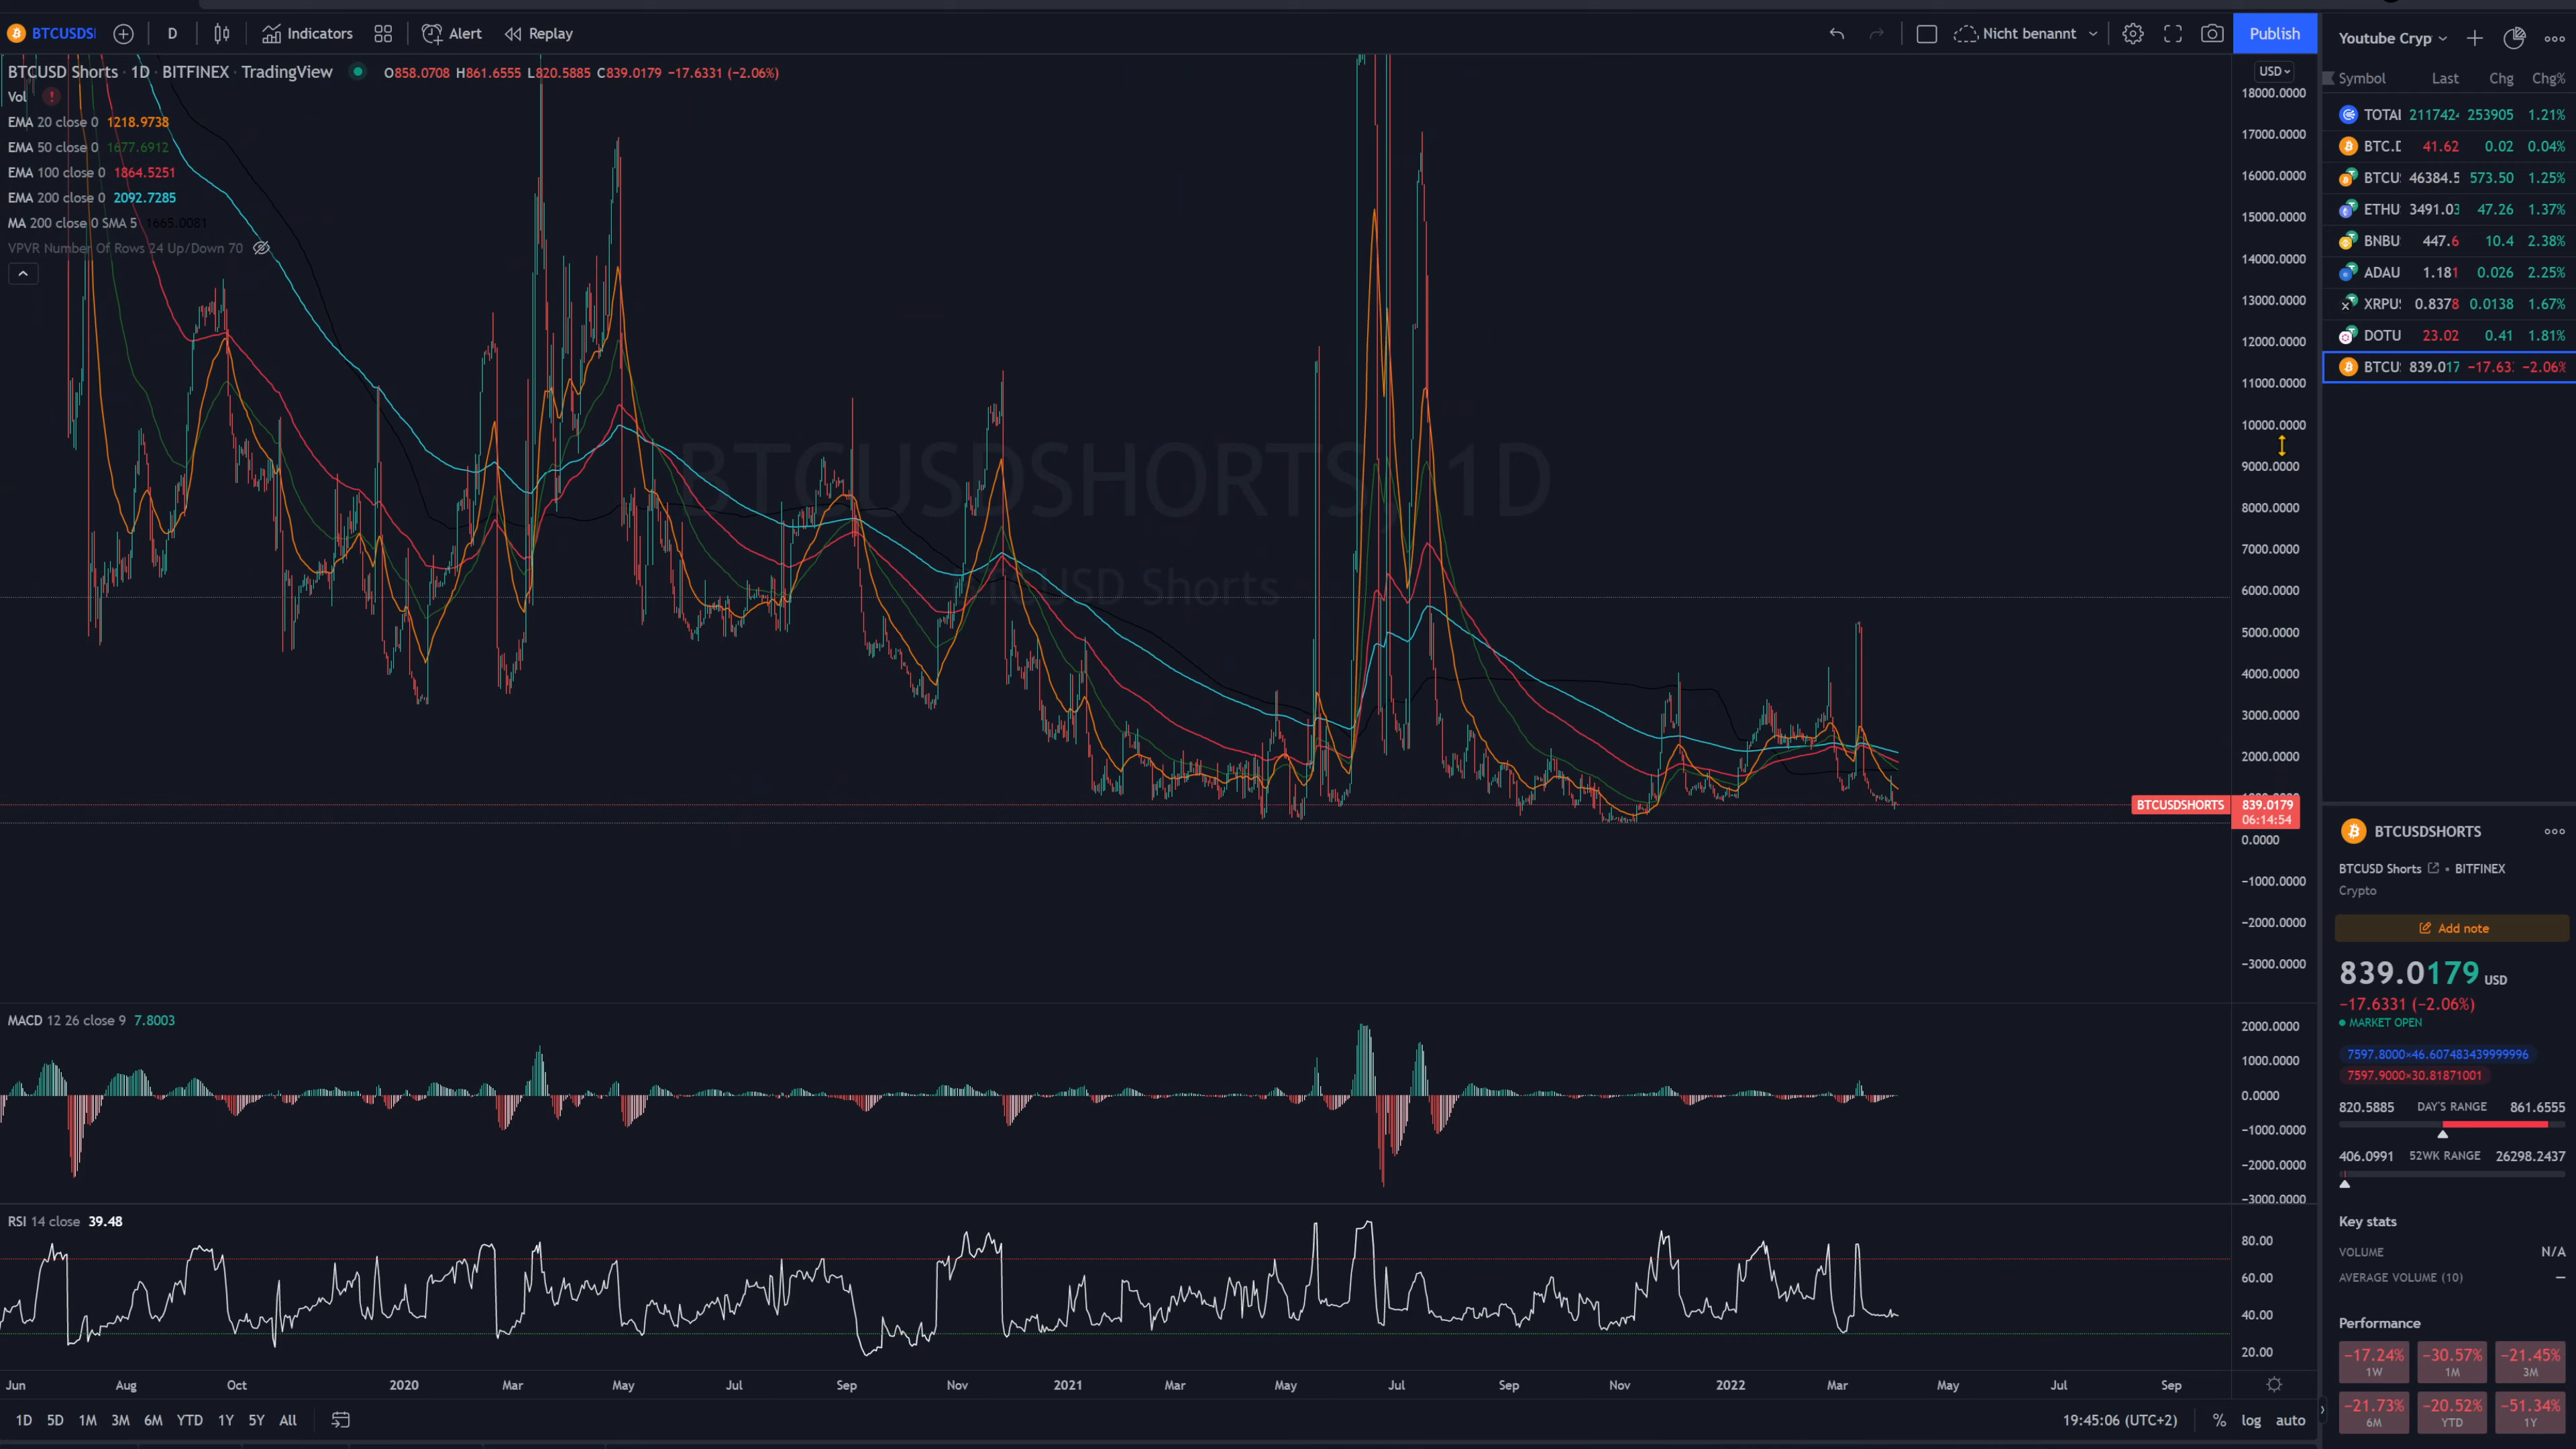 BTCUSDS D Indicators Alert Replay Nicht benannt Publish
BTCUSD Shorts · 1D · BITFINEX · TradingView O858.0708 H861.6555 L820.5885 C839.0179 −17.6331 (−2.06%)
Vol
EMA 20 close 0 1218.9738
EMA 50 close 0 1677.6912
EMA 100 close 0 1864.5251
EMA 200 close 0 2092.7285
MA 200 close 0 SMA 5 1665.0081
VPVR Number Of Rows 24 Up/Down 70
BTCUSDSHORTS, 1D
BTCUSD Shorts
USD
18000.0000
17000.0000
16000.0000
15000.0000
14000.0000
13000.0000
12000.0000
11000.0000
10000.0000
9000.0000
8000.0000
7000.0000
6000.0000
5000.0000
4000.0000
3000.0000
2000.0000
BTCUSDSHORTS 839.0179
06:14:54
0.0000
−1000.0000
−2000.0000
−3000.0000
MACD 12 26 close 9 7.8003
2000.0000
1000.0000
0.0000
−1000.0000
−2000.0000
−3000.0000
RSI 14 close 39.48
80.00
60.00
40.00
20.00
Jun Aug Oct 2020 Mar May Jul Sep Nov 2021 Mar May Jul Sep Nov 2022 Mar May Jul Sep
1D 5D 1M 3M 6M YTD 1Y 5Y All 19:45:06 (UTC+2) % log auto
Youtube Cryp
Symbol Last Chg Chg%
TOTAL 211742 253905 1.21%
BTC.D 41.62 0.02 0.04%
BTCU 46384.5 573.50 1.25%
ETHU 3491.03 47.26 1.37%
BNBU 447.6 10.4 2.38%
ADAU 1.181 0.026 2.25%
XRPU 0.8378 0.0138 1.67%
DOTU 23.02 0.41 1.81%
BTCU 839.017 −17.63 −2.06%
BTCUSDSHORTS
BTCUSD Shorts • BITFINEX
Crypto
Add note
839.0179 USD
−17.6331 (−2.06%)
MARKET OPEN
7597.8000×46.607483439999996
7597.9000×30.81871001
820.5885 DAY'S RANGE 861.6555
406.0991 52WK RANGE 26298.2437
Key stats
VOLUME N/A
AVERAGE VOLUME (10) —
Performance
−17.24% −30.57% −21.45%
1W 1M 3M
−21.73% −20.52% −51.34%
6M YTD 1Y